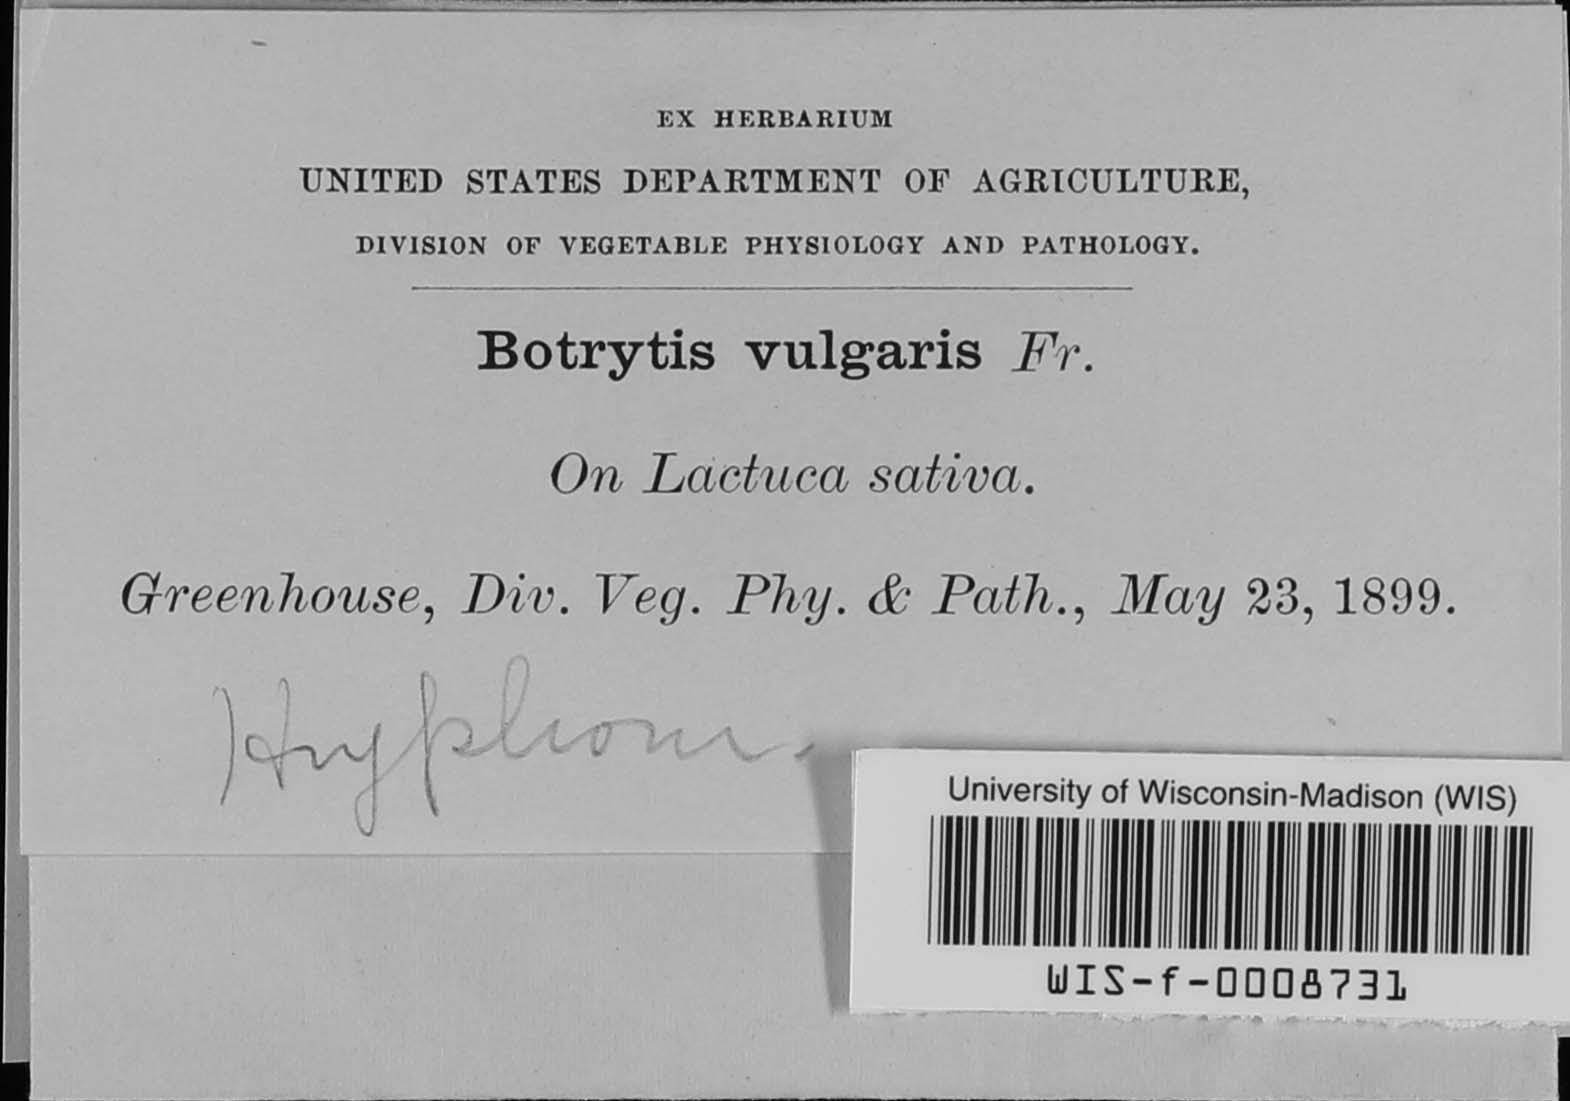 EX HERBARIUM
UNITED STATES DEPARTMENT OF AGRICULTURE,
DIVISION OF VEGETABLE PHYSIOLOGY AND PATHOLOGY.
Botrytis vulgaris Fr.
On Lactuca sativa.
Greenhouse, Div. Veg. Phy. & Path., May 23, 1899.
Hyphom.
University of Wisconsin-Madison (WIS)
WIS-f-0008731